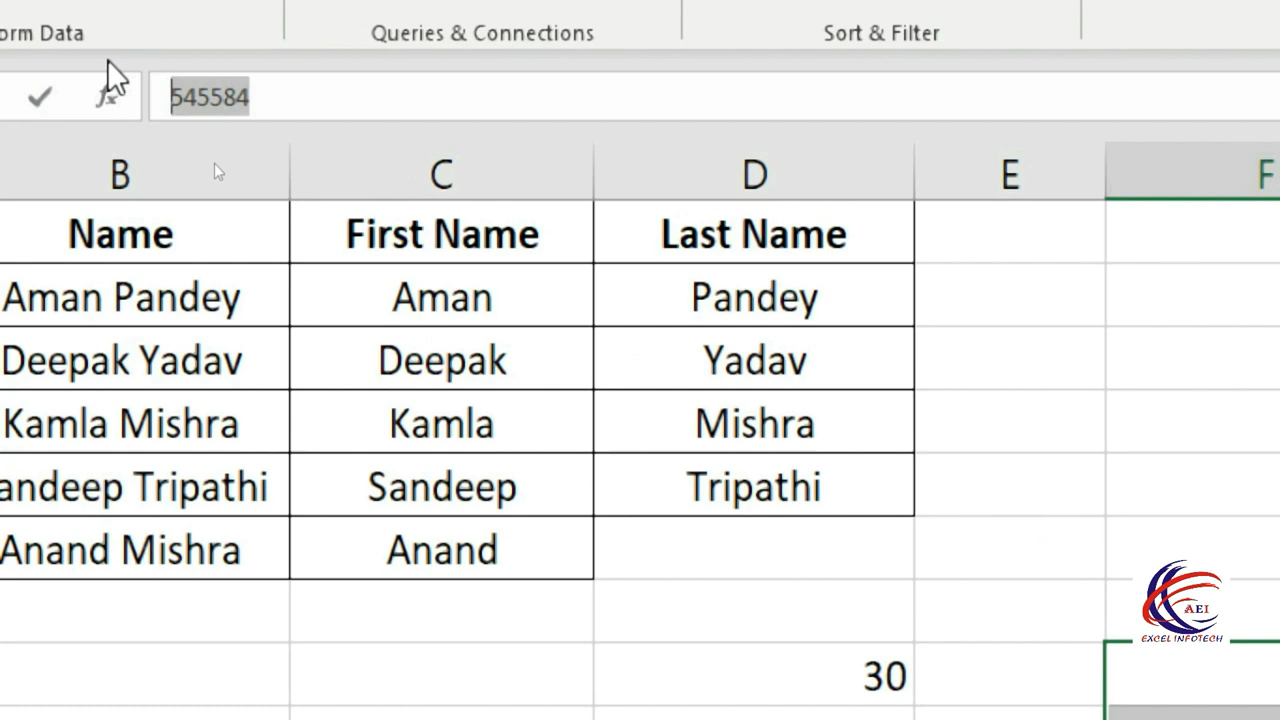 orm Data Queries & Connections Sort & Filter
fx 545584
B C D E F
Name First Name Last Name
Aman Pandey Aman Pandey
Deepak Yadav Deepak Yadav
Kamla Mishra Kamla Mishra
andeep Tripathi Sandeep Tripathi
Anand Mishra Anand
AEI
EXCEL INFOTECH
30